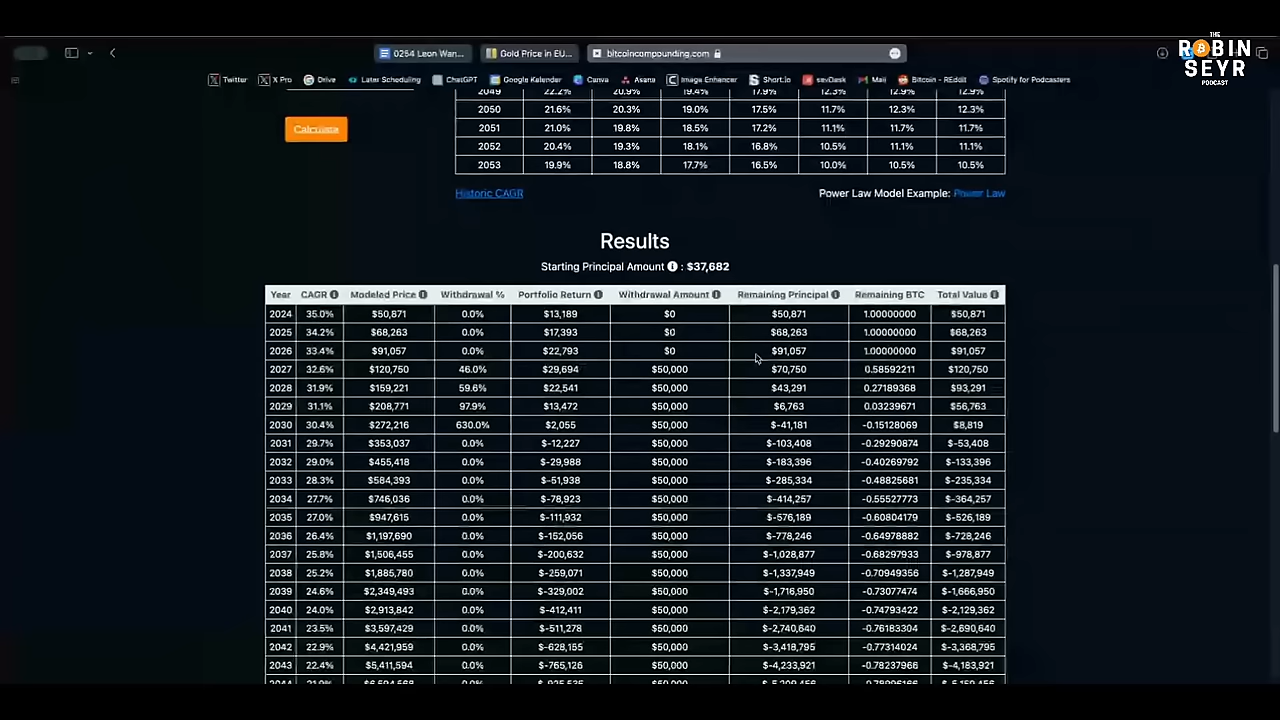 THE
ROBIN
SEYR
PODCAST
0254 Leon Wan...
Gold Price in EU...
bitcoincompounding.com
Twitter
X Pro
Drive
Later Scheduling
ChatGPT
Google Kalender
Canva
Asana
Image Enhancer
Short.io
sevDesk
Mail
Bitcoin - REddit
Spotify for Podcasters
2049 22.2% 20.9% 19.4% 17.9% 12.3% 12.9% 12.9%
2050 21.6% 20.3% 19.0% 17.5% 11.7% 12.3% 12.3%
2051 21.0% 19.8% 18.5% 17.2% 11.1% 11.7% 11.7%
2052 20.4% 19.3% 18.1% 16.8% 10.5% 11.1% 11.1%
2053 19.9% 18.8% 17.7% 16.5% 10.0% 10.5% 10.5%
Calculate
Historic CAGR
Power Law Model Example: Power Law
Results
Starting Principal Amount : $37,682
Year CAGR Modeled Price Withdrawal % Portfolio Return Withdrawal Amount Remaining Principal Remaining BTC Total Value
2024 35.0% $50,871 0.0% $13,189 $0 $50,871 1.00000000 $50,871
2025 34.2% $68,263 0.0% $17,393 $0 $68,263 1.00000000 $68,263
2026 33.4% $91,057 0.0% $22,793 $0 $91,057 1.00000000 $91,057
2027 32.6% $120,750 46.0% $29,694 $50,000 $70,750 0.58592211 $120,750
2028 31.9% $159,221 59.6% $22,541 $50,000 $43,291 0.27189368 $93,291
2029 31.1% $208,771 97.9% $13,472 $50,000 $6,763 0.03239671 $56,763
2030 30.4% $272,216 630.0% $2,055 $50,000 $-41,181 -0.15128069 $8,819
2031 29.7% $353,037 0.0% $-12,227 $50,000 $-103,408 -0.29290874 $-53,408
2032 29.0% $455,418 0.0% $-29,988 $50,000 $-183,396 -0.40269792 $-133,396
2033 28.3% $584,393 0.0% $-51,938 $50,000 $-285,334 -0.48825681 $-235,334
2034 27.7% $746,036 0.0% $-78,923 $50,000 $-414,257 -0.55527773 $-364,257
2035 27.0% $947,615 0.0% $-111,932 $50,000 $-576,189 -0.60804179 $-526,189
2036 26.4% $1,197,690 0.0% $-152,056 $50,000 $-778,246 -0.64978882 $-728,246
2037 25.8% $1,506,455 0.0% $-200,632 $50,000 $-1,028,877 -0.68297933 $-978,877
2038 25.2% $1,885,780 0.0% $-259,071 $50,000 $-1,337,949 -0.70949356 $-1,287,949
2039 24.6% $2,349,493 0.0% $-329,002 $50,000 $-1,716,950 -0.73077474 $-1,666,950
2040 24.0% $2,913,842 0.0% $-412,411 $50,000 $-2,179,362 -0.74793422 $-2,129,362
2041 23.5% $3,597,429 0.0% $-511,278 $50,000 $-2,740,640 -0.76183304 $-2,690,640
2042 22.9% $4,421,959 0.0% $-628,155 $50,000 $-3,418,795 -0.77314024 $-3,368,795
2043 22.4% $5,411,594 0.0% $-765,126 $50,000 $-4,233,921 -0.78237966 $-4,183,921